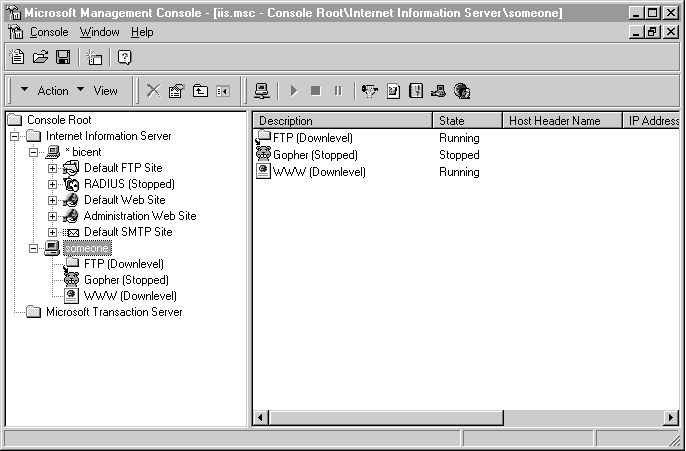 Microsoft Management Console - [iis.msc - Console Root\Internet Information Server\someone]
Console Window Help
Action View
Console Root
Internet Information Server
* bicent
Default FTP Site
RADIUS (Stopped)
Default Web Site
Administration Web Site
Default SMTP Site
someone
FTP (Downlevel)
Gopher (Stopped)
WWW (Downlevel)
Microsoft Transaction Server
Description State Host Header Name IP Address
FTP (Downlevel) Running
Gopher (Stopped) Stopped
WWW (Downlevel) Running